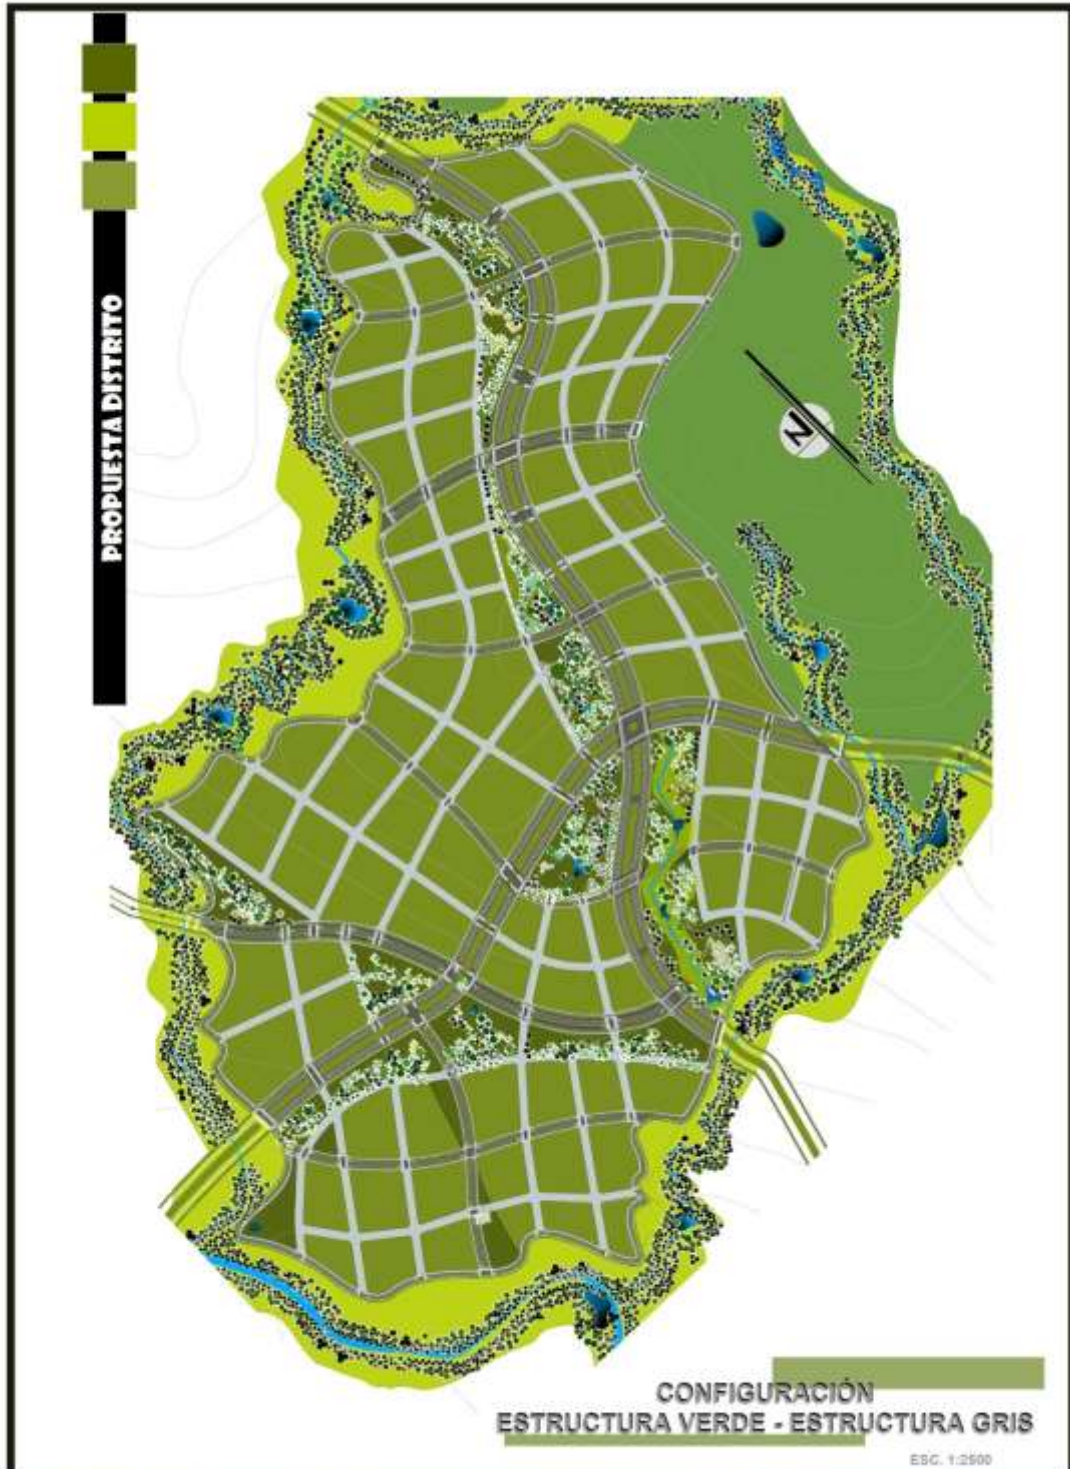 PROPUESTA DISTRITO
N
CONFIGURACIÓN
ESTRUCTURA VERDE - ESTRUCTURA GRIS
ESC. 1:2500